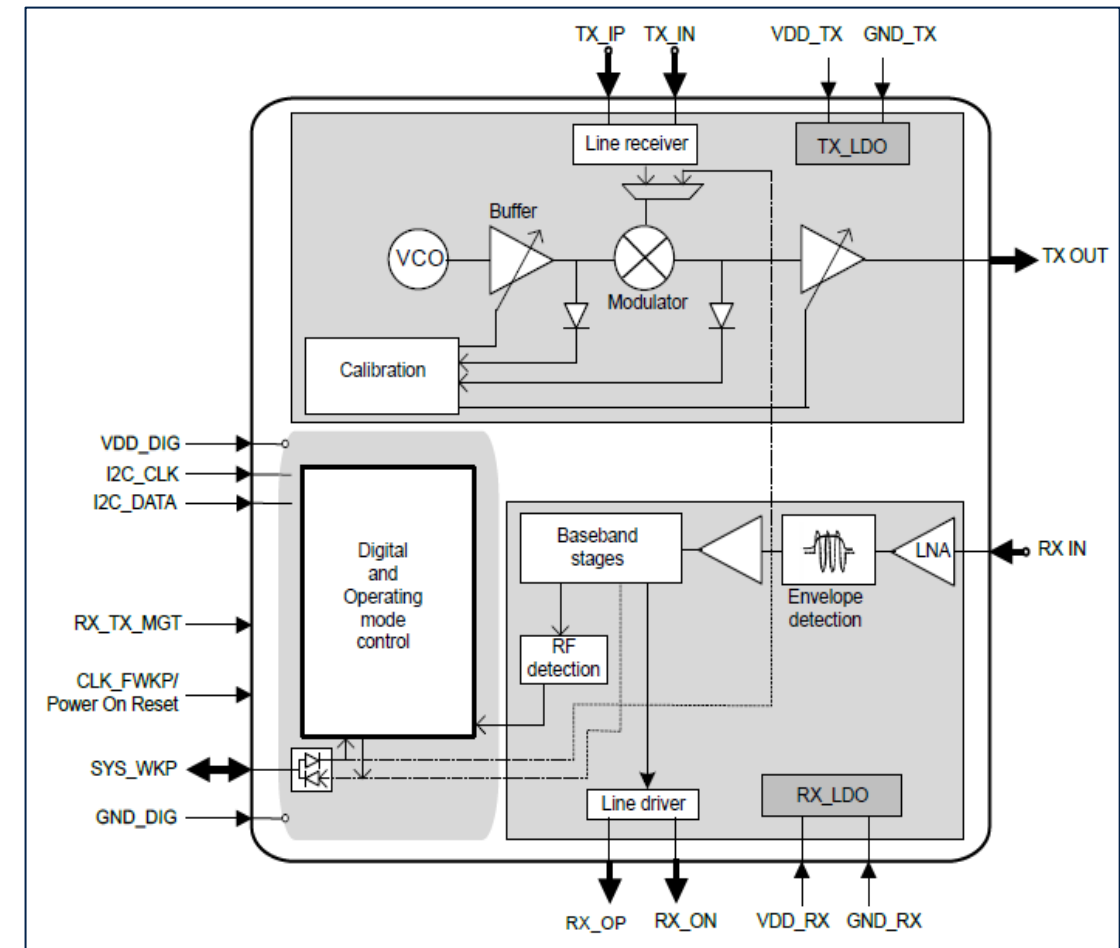 TX_IP TX_IN VDD_TX GND_TX
Line receiver
TX_LDO
Buffer
VCO
TX OUT
Modulator
Calibration
VDD_DIG
I2C_CLK
I2C_DATA
Digital
and
Operating
mode
control
RX_TX_MGT
CLK_FWKP/
Power On Reset
SYS_WKP
GND_DIG
Baseband
stages
LNA
RX IN
Envelope
detection
RF
detection
Line driver
RX_LDO
RX_OP RX_ON VDD_RX GND_RX